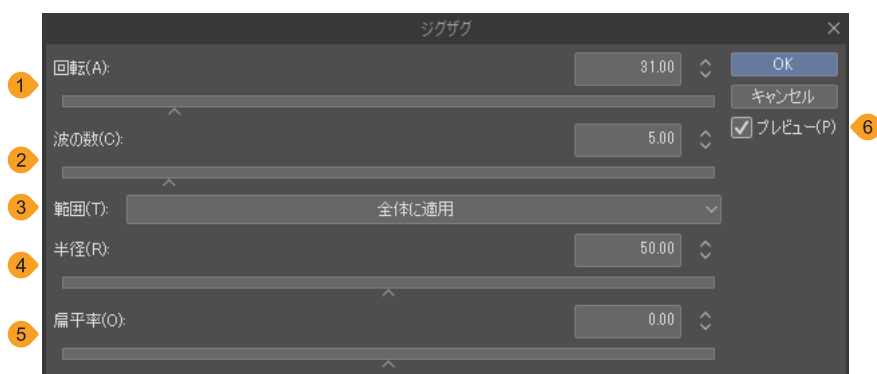 ジグザグ
1 回転(A): 31.00 OK
キャンセル
2 波の数(C): 5.00 プレビュー(P) 6
3 範囲(T): 全体に適用
4 半径(R): 50.00
5 扁平率(O): 0.00